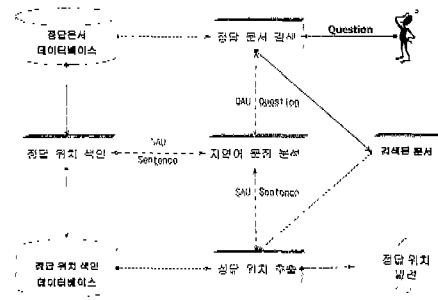 정답문서
데이터베이스
정답 문서 검색
Question
QAU Question
정답 위치 색인
SAU
Sentence
자연어 문장 분석
검색된 문서
SAU Sentence
정답 위치 색인
데이터베이스
정답 위치 추출
정답 위치